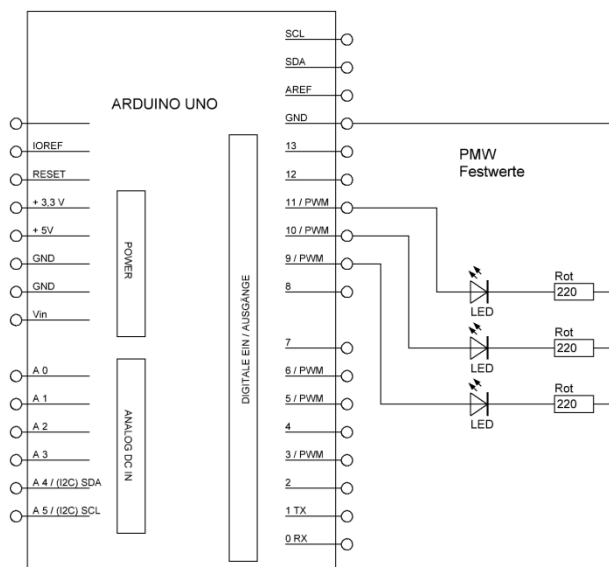 ARDUINO UNO
IOREF
RESET
+ 3,3 V
+ 5V
GND
GND
Vin
POWER
A 0
A 1
A 2
A 3
A 4 / (I2C) SDA
A 5 / (I2C) SCL
ANALOG DC IN
DIGITALE EIN / AUSGÄNGE
SCL
SDA
AREF
GND
13
12
11 / PWM
10 / PWM
9 / PWM
8
7
6 / PWM
5 / PWM
4
3 / PWM
2
1 TX
0 RX
PMW
Festwerte
LED
Rot
220
LED
Rot
220
LED
Rot
220